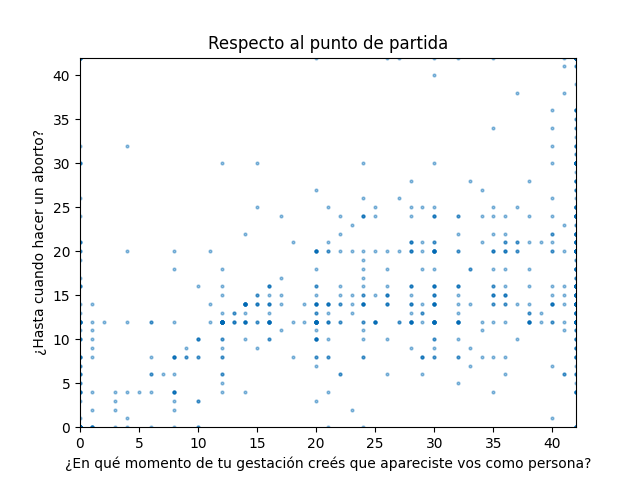 Respecto al punto de partida
¿Hasta cuando hacer un aborto?
40
35
30
25
20
15
10
5
0
0 5 10 15 20 25 30 35 40
¿En qué momento de tu gestación creés que apareciste vos como persona?